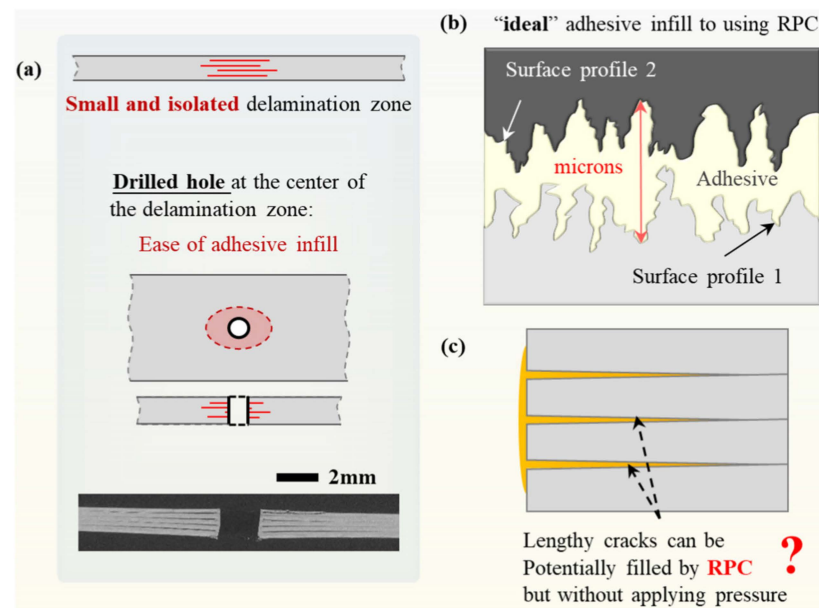 (a)
Small and isolated delamination zone
Drilled hole at the center of
the delamination zone:
Ease of adhesive infill
2mm
(b) “ideal” adhesive infill to using RPC
Surface profile 2
microns
Adhesive
Surface profile 1
(c)
Lengthy cracks can be
Potentially filled by RPC
but without applying pressure
?